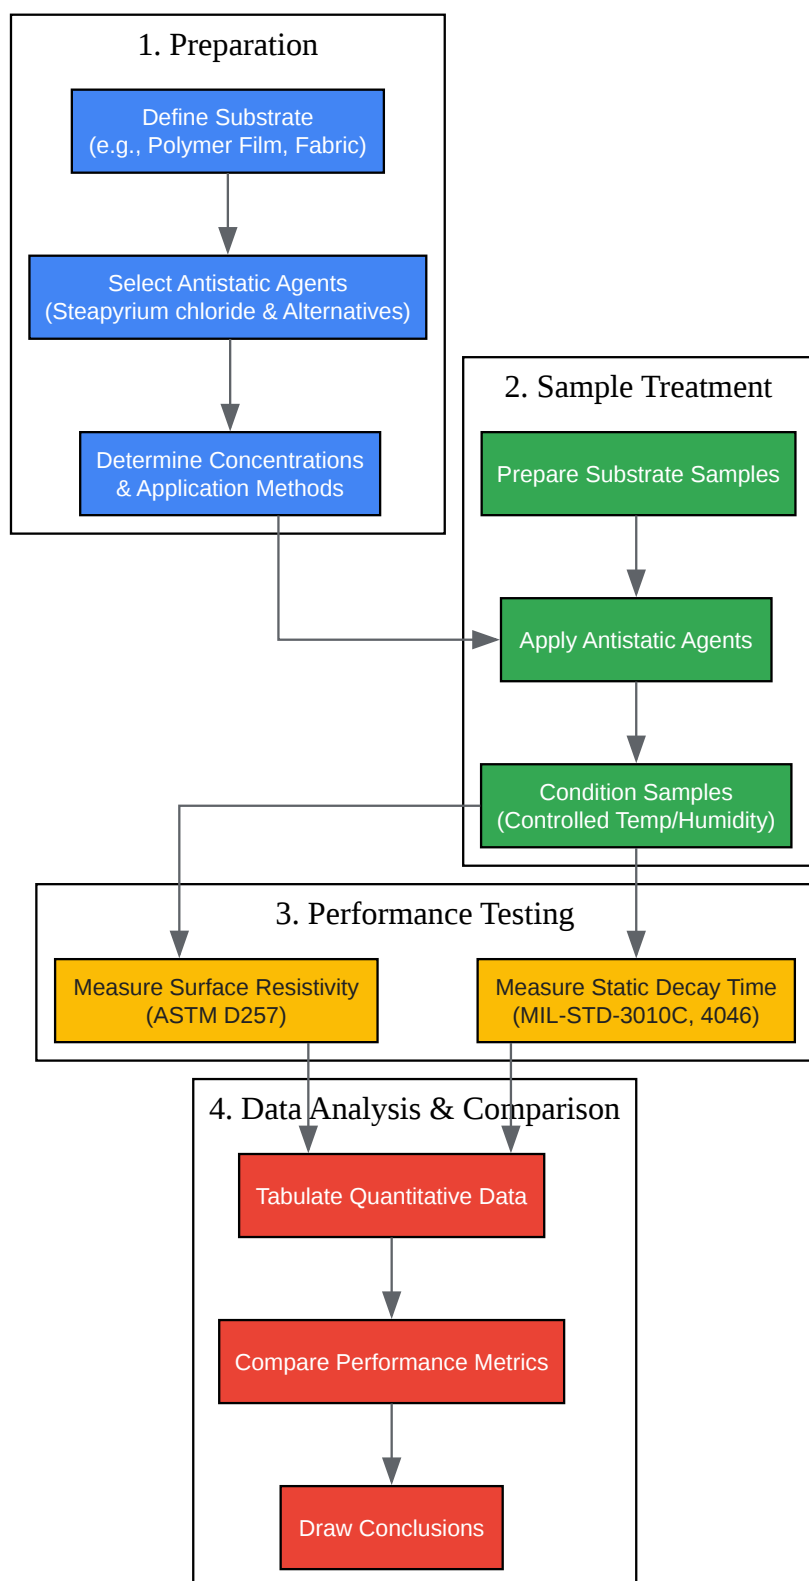 1. Preparation
Define Substrate
(e.g., Polymer Film, Fabric)
Select Antistatic Agents
(Steapyrium chloride & Alternatives)
Determine Concentrations
& Application Methods
2. Sample Treatment
Prepare Substrate Samples
Apply Antistatic Agents
Condition Samples
(Controlled Temp/Humidity)
3. Performance Testing
Measure Surface Resistivity
(ASTM D257)
Measure Static Decay Time
(MIL-STD-3010C, 4046)
4. Data Analysis & Comparison
Tabulate Quantitative Data
Compare Performance Metrics
Draw Conclusions